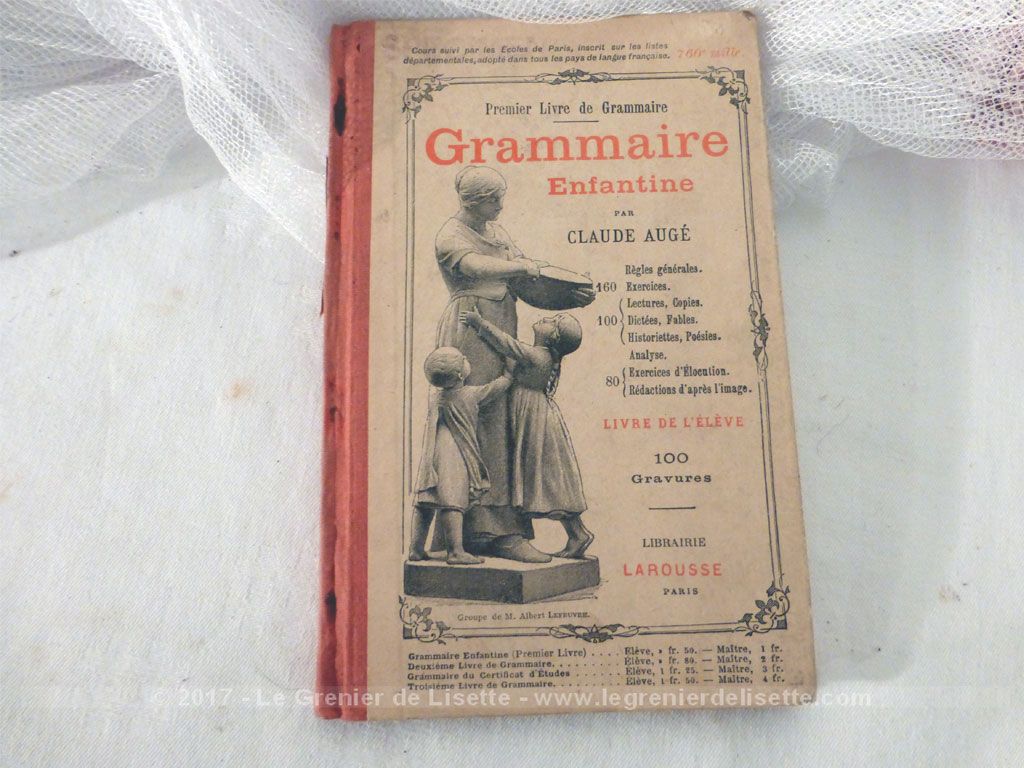 Cours suivi par les Ecoles de Paris, inscrit sur les listes
départementales, adopté dans tous les pays de langue française.
760e mille
Premier Livre de Grammaire
Grammaire
Enfantine
PAR
CLAUDE AUGÉ
Règles générales.
160 Exercices.
Lectures, Copies.
100 Dictées, Fables.
Historiettes, Poésies.
Analyse.
Exercices d'Élocution.
80
Rédactions d'après l'image.
LIVRE DE L'ÉLÈVE
100
Gravures
LIBRAIRIE
LAROUSSE
PARIS
Groupe de M. Albert LEFEUVRE.
Grammaire Enfantine (Premier Livre) . . . . Élève, » fr. 50. — Maître, 1 fr.
Deuxième Livre de Grammaire. . . . . . . . Élève, » fr. 80. — Maître, 2 fr.
Grammaire du Certificat d'Études . . . . . . Élève, 1 fr. 25. — Maître, 3 fr.
Troisième Livre de Grammaire. . . . . . . . Élève, 1 fr. 50. — Maître, 4 fr.
© 2017 - Le Grenier de Lisette - www.legrenierdelisette.com